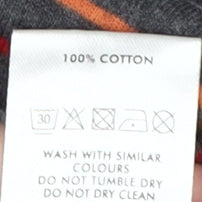 100% COTTON
30
WASH WITH SIMILAR
COLOURS
DO NOT TUMBLE DRY
DO NOT DRY CLEAN